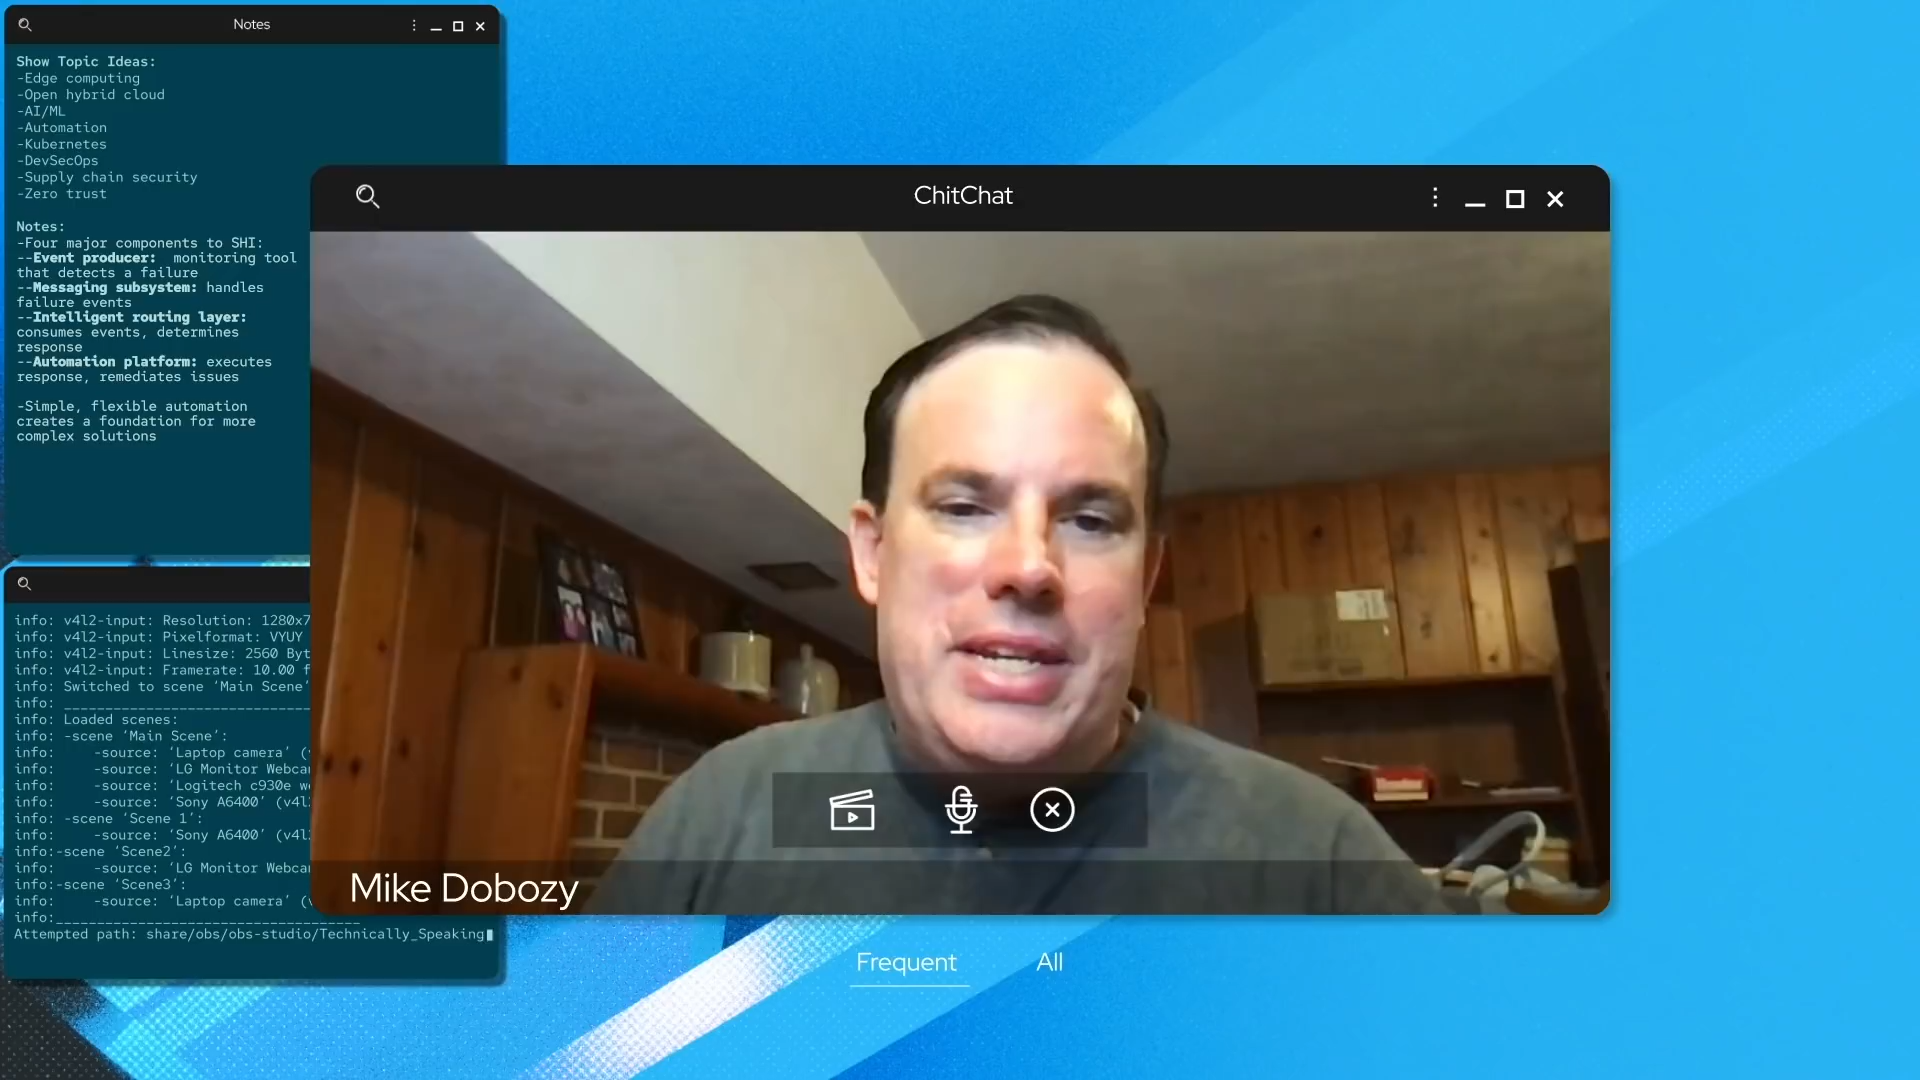 Notes
Show Topic Ideas:
-Edge computing
-Open hybrid cloud
-AI/ML
-Automation
-Kubernetes
-DevSecOps
-Supply chain security
-Zero trust
Notes:
-Four major components to SHI:
--Event producer:  monitoring tool
that detects a failure
--Messaging subsystem: handles
failure events
--Intelligent routing layer:
consumes events, determines
response
--Automation platform: executes
response, remediates issues
-Simple, flexible automation
creates a foundation for more
complex solutions
ChitChat
Mike Dobozy
info: v4l2-input: Resolution: 1280x7
info: v4l2-input: Pixelformat: VYUY
info: v4l2-input: Linesize: 2560 Byt
info: v4l2-input: Framerate: 10.00 f
info: Switched to scene ‘Main Scene’
info: ______________________________
info: Loaded scenes:
info: -scene ‘Main Scene’:
info:     -source: ‘Laptop camera’ (
info:     -source: ‘LG Monitor Webca
info:     -source: ‘Logitech c930e w
info:     -source: ‘Sony A6400’ (v4l
info: -scene ‘Scene 1’:
info:     -source: ‘Sony A6400’ (v4l
info:-scene ‘Scene2’:
info:     -source: ‘LG Monitor Webca
info:-scene ‘Scene3’:
info:     -source: ‘Laptop camera’ (
info:_____________________________________
Attempted path: share/obs/obs-studio/Technically_Speaking
Frequent
All